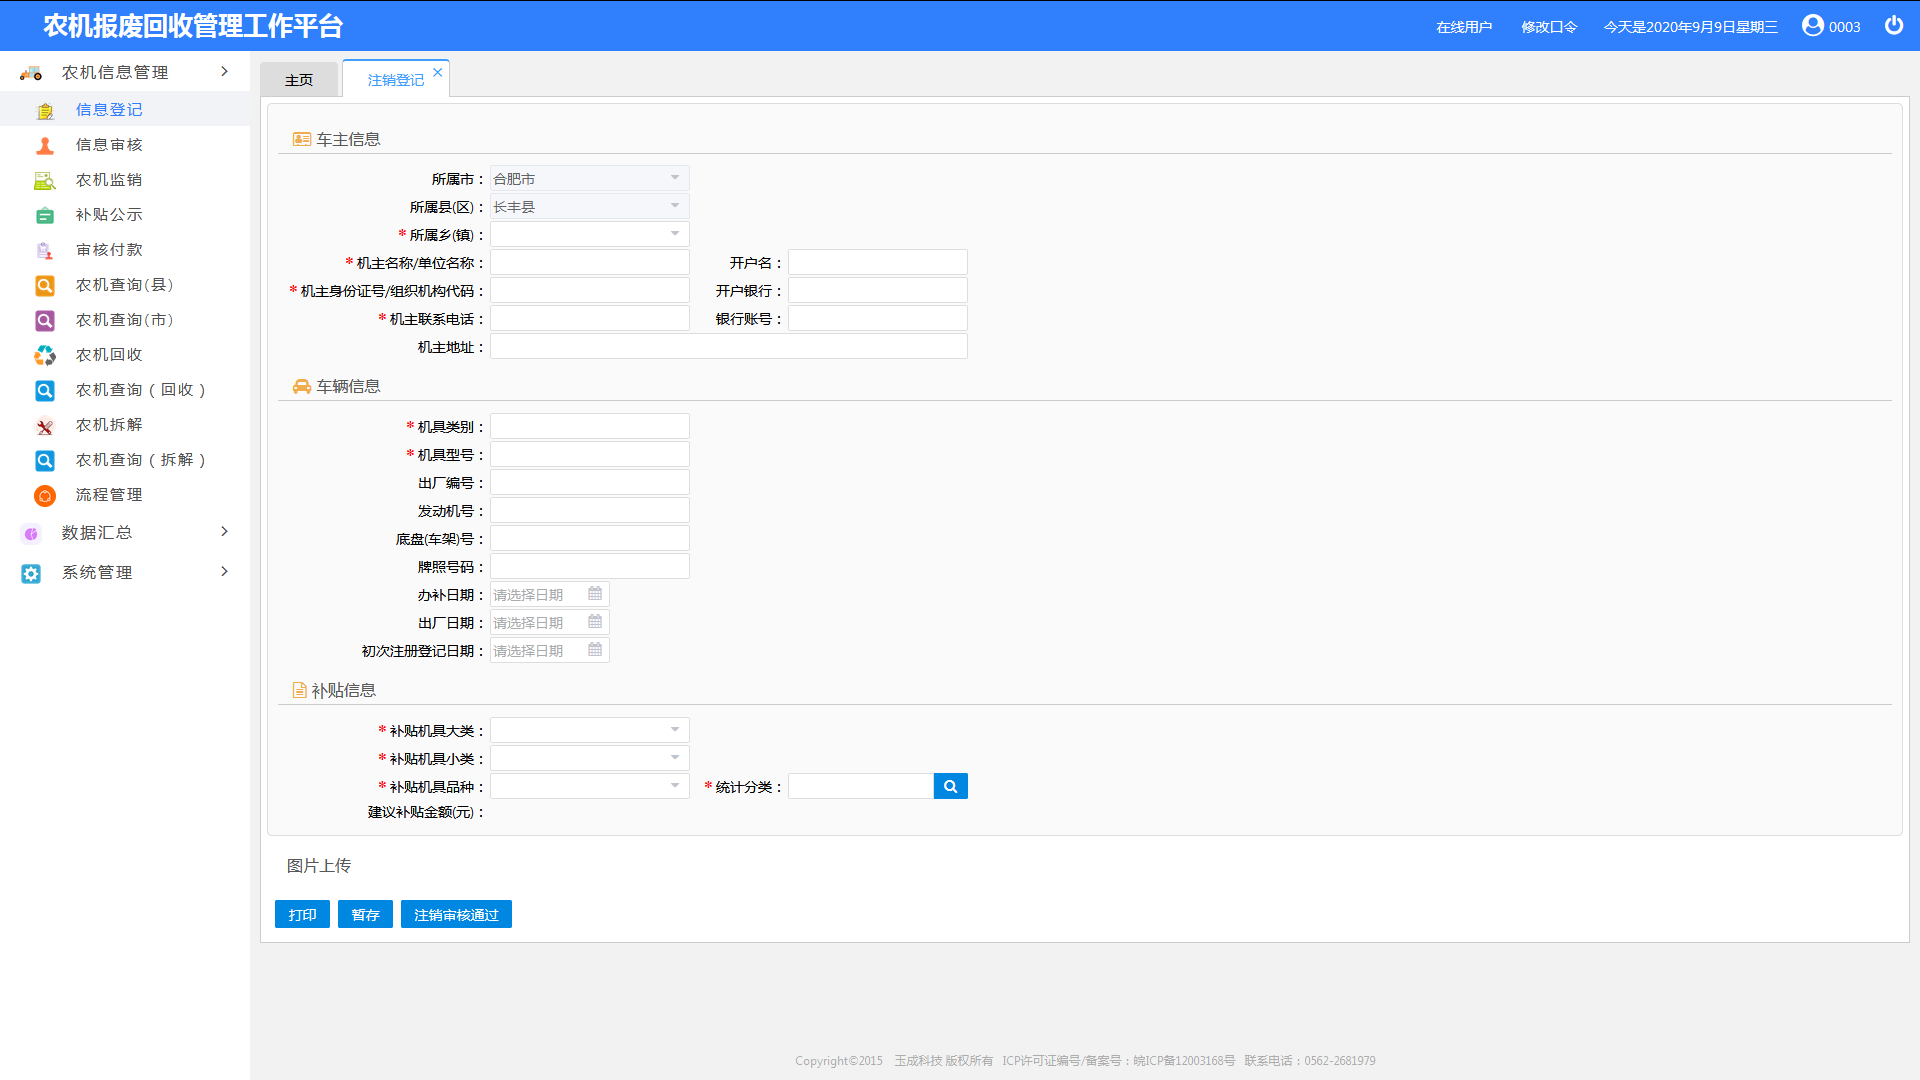 农机报废回收管理工作平台
在线用户 修改口令 今天是2020年9月9日星期三 0003
农机信息管理
信息登记
信息审核
农机监销
补贴公示
审核付款
农机查询(县)
农机查询(市)
农机回收
农机查询（回收）
农机拆解
农机查询（拆解）
流程管理
数据汇总
系统管理
主页 注销登记
车主信息
所属市： 合肥市
所属县(区)： 长丰县
* 所属乡(镇)：
* 机主名称/单位名称： 开户名：
* 机主身份证号/组织机构代码： 开户银行：
* 机主联系电话： 银行账号：
机主地址：
车辆信息
* 机具类别：
* 机具型号：
出厂编号：
发动机号：
底盘(车架)号：
牌照号码：
办补日期： 请选择日期
出厂日期： 请选择日期
初次注册登记日期： 请选择日期
补贴信息
* 补贴机具大类：
* 补贴机具小类：
* 补贴机具品种： * 统计分类：
建议补贴金额(元)：
图片上传
打印 暂存 注销审核通过
Copyright©2015 玉成科技 版权所有 ICP许可证编号/备案号：皖ICP备12003168号 联系电话：0562-2681979